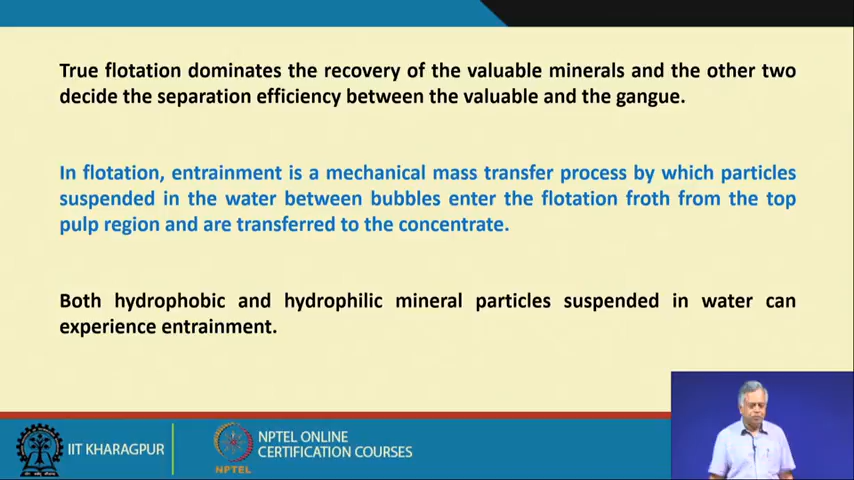 True flotation dominates the recovery of the valuable minerals and the other two
decide the separation efficiency between the valuable and the gangue.
In flotation, entrainment is a mechanical mass transfer process by which particles
suspended in the water between bubbles enter the flotation froth from the top
pulp region and are transferred to the concentrate.
Both hydrophobic and hydrophilic mineral particles suspended in water can
experience entrainment.
IIT KHARAGPUR
NPTEL
NPTEL ONLINE
CERTIFICATION COURSES